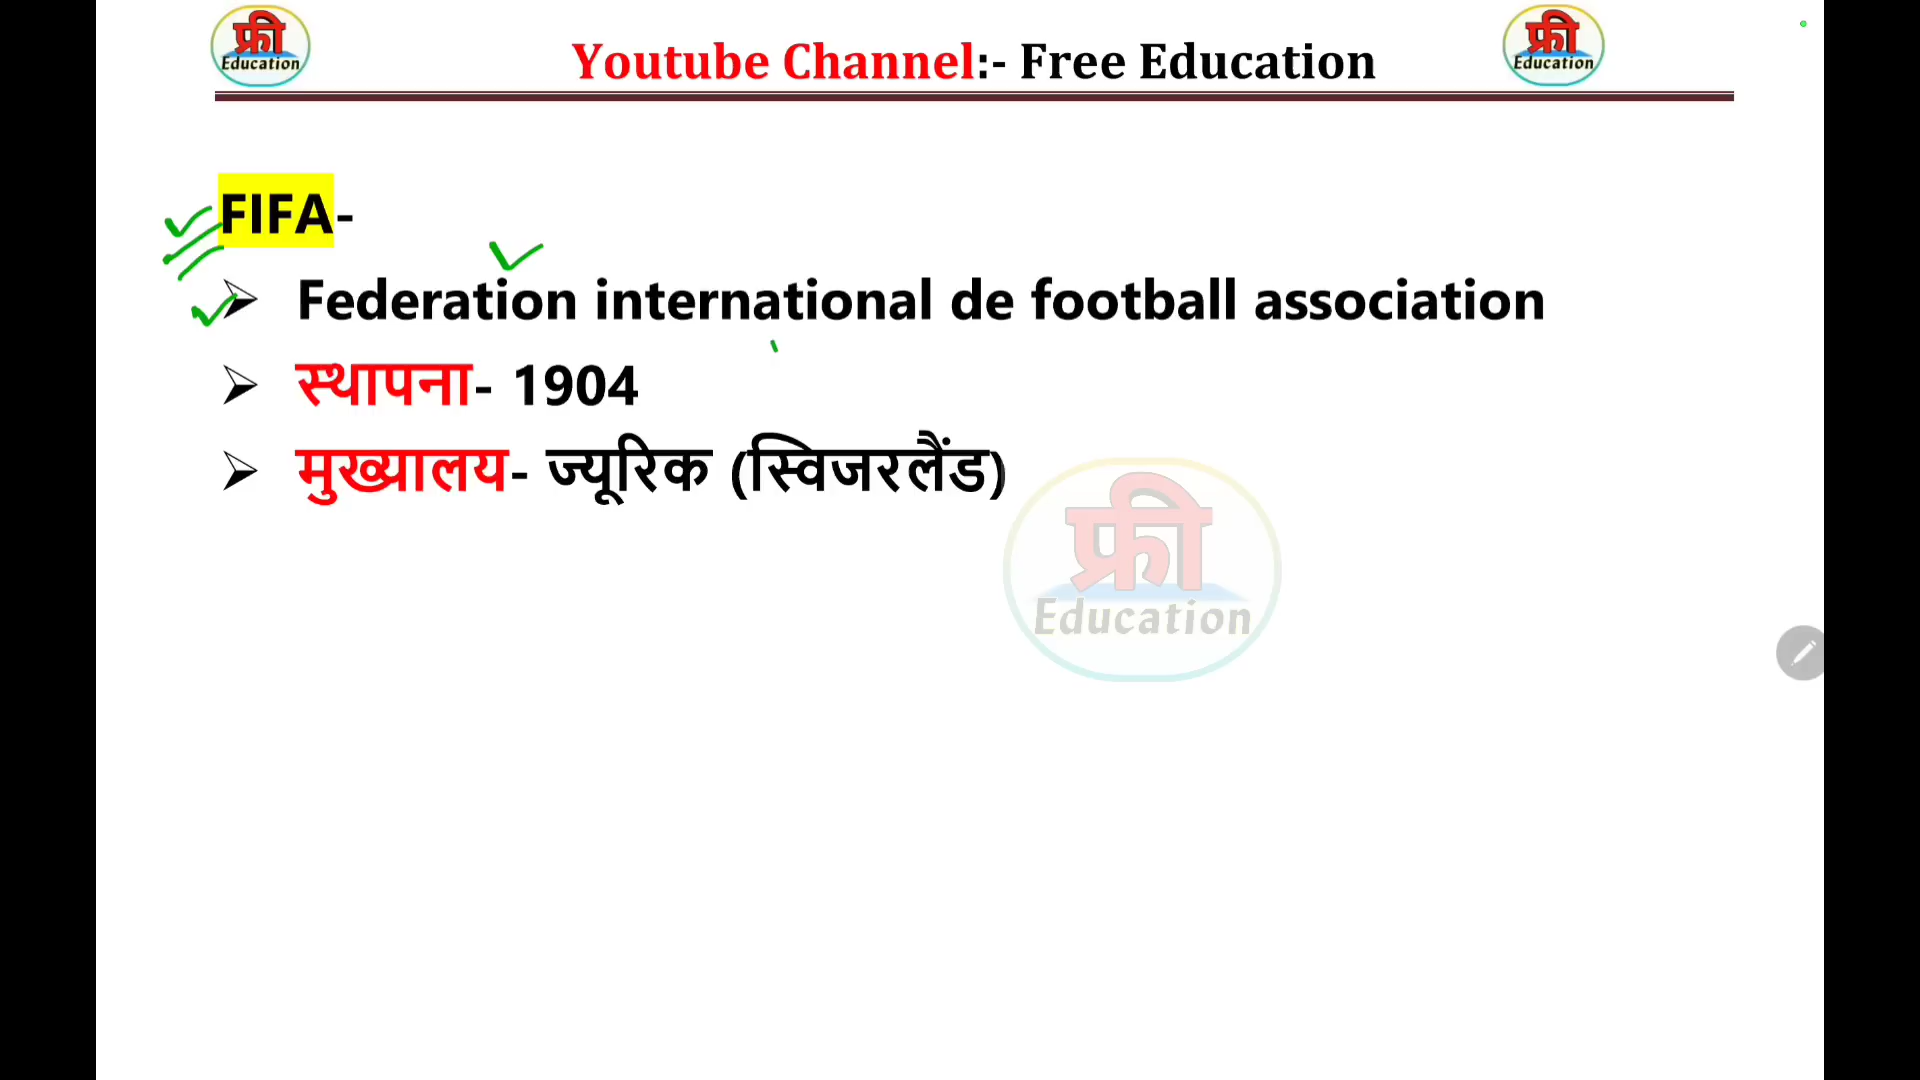 फ्री
Education
Youtube Channel:- Free Education
फ्री
Education
FIFA-
Federation international de football association
स्थापना- 1904
मुख्यालय- ज्यूरिक (स्विजरलैंड)
फ्री
Education